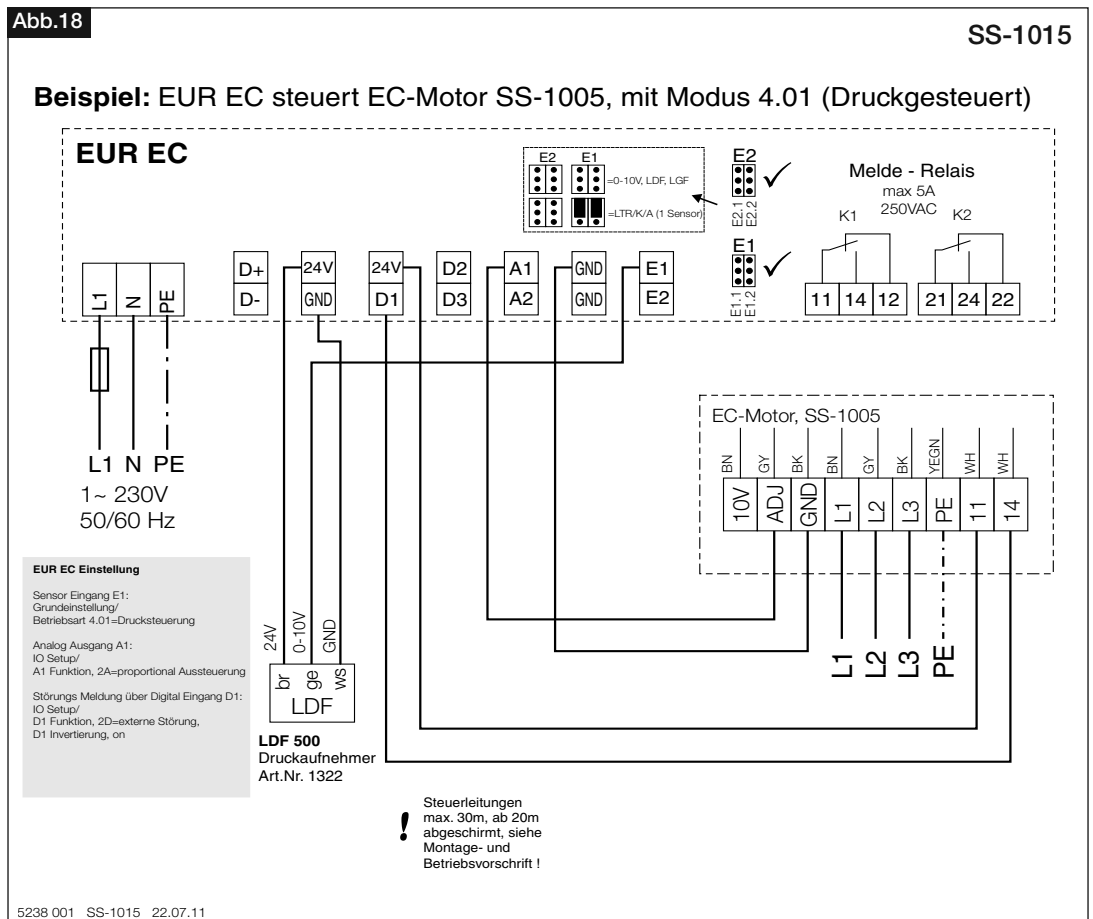 Abb.18
SS-1015
Beispiel: EUR EC steuert EC-Motor SS-1005, mit Modus 4.01 (Druckgesteuert)
EUR EC
E2 E1
=0-10V, LDF, LGF
=LTR/K/A (1 Sensor)
E2
E2.1
E2.2
E1
E1.1
E1.2
Melde - Relais
max 5A
250VAC
K1 K2
11 14 12 21 24 22
L1 N PE
D+ 24V 24V D2 A1 GND E1
D- GND D1 D3 A2 GND E2
L1 N PE
1~ 230V
50/60 Hz
EC-Motor, SS-1005
BN GY BK BN GY BK YEGN WH WH
10V ADJ GND L1 L2 L3 PE 11 14
L1 L2 L3 PE
EUR EC Einstellung
Sensor Eingang E1:
Grundeinstellung/
Betriebsart 4.01=Drucksteuerung
Analog Ausgang A1:
IO Setup/
A1 Funktion, 2A=proportional Aussteuerung
Störungs Meldung über Digital Eingang D1:
IO Setup/
D1 Funktion, 2D=externe Störung,
D1 Invertierung, on
24V 0-10V GND
br ge ws
LDF
LDF 500
Druckaufnehmer
Art.Nr. 1322
!
Steuerleitungen
max. 30m, ab 20m
abgeschirmt, siehe
Montage- und
Betriebsvorschrift !
5238 001 SS-1015 22.07.11